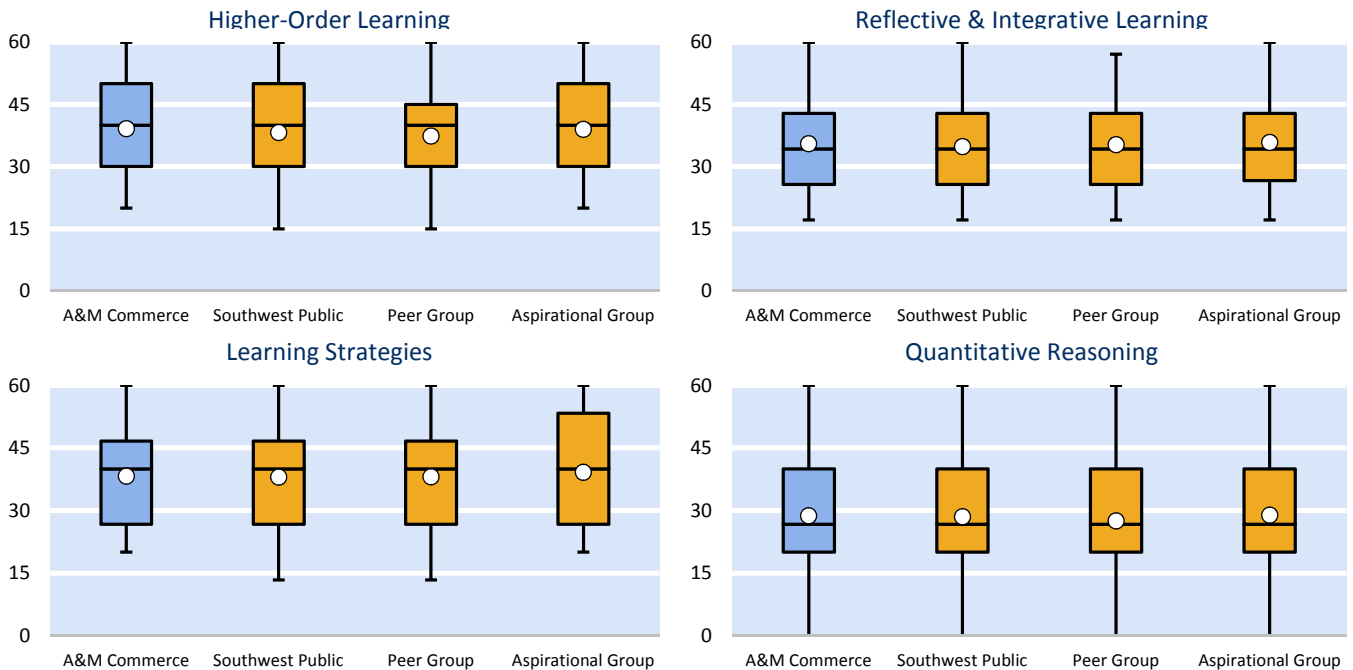 Higher-Order Learning
60
45
30
15
0
A&M Commerce Southwest Public Peer Group Aspirational Group
Reflective & Integrative Learning
60
45
30
15
0
A&M Commerce Southwest Public Peer Group Aspirational Group
Learning Strategies
60
45
30
15
0
A&M Commerce Southwest Public Peer Group Aspirational Group
Quantitative Reasoning
60
45
30
15
0
A&M Commerce Southwest Public Peer Group Aspirational Group